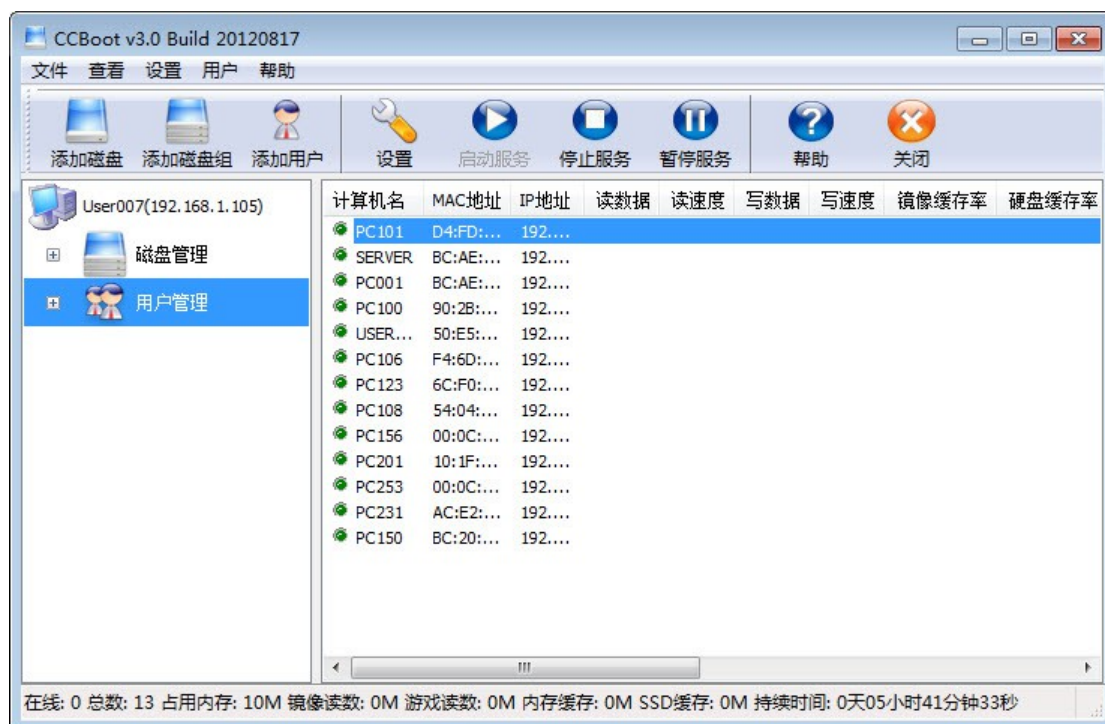 CCBoot v3.0 Build 20120817
文件 查看 设置 用户 帮助
添加磁盘 添加磁盘组 添加用户 设置 启动服务 停止服务 暂停服务 帮助 关闭
User007(192.168.1.105)
磁盘管理
用户管理
计算机名 MAC地址 IP地址 读数据 读速度 写数据 写速度 镜像缓存率 硬盘缓存率
PC101 D4:FD:... 192....
SERVER BC:AE:... 192....
PC001 BC:AE:... 192....
PC100 90:2B:... 192....
USER... 50:E5:... 192....
PC106 F4:6D:... 192....
PC123 6C:F0:... 192....
PC108 54:04:... 192....
PC156 00:0C:... 192....
PC201 10:1F:... 192....
PC253 00:0C:... 192....
PC231 AC:E2:... 192....
PC150 BC:20:... 192....
在线: 0 总数: 13 占用内存: 10M 镜像读数: 0M 游戏读数: 0M 内存缓存: 0M SSD缓存: 0M 持续时间: 0天05小时41分钟33秒